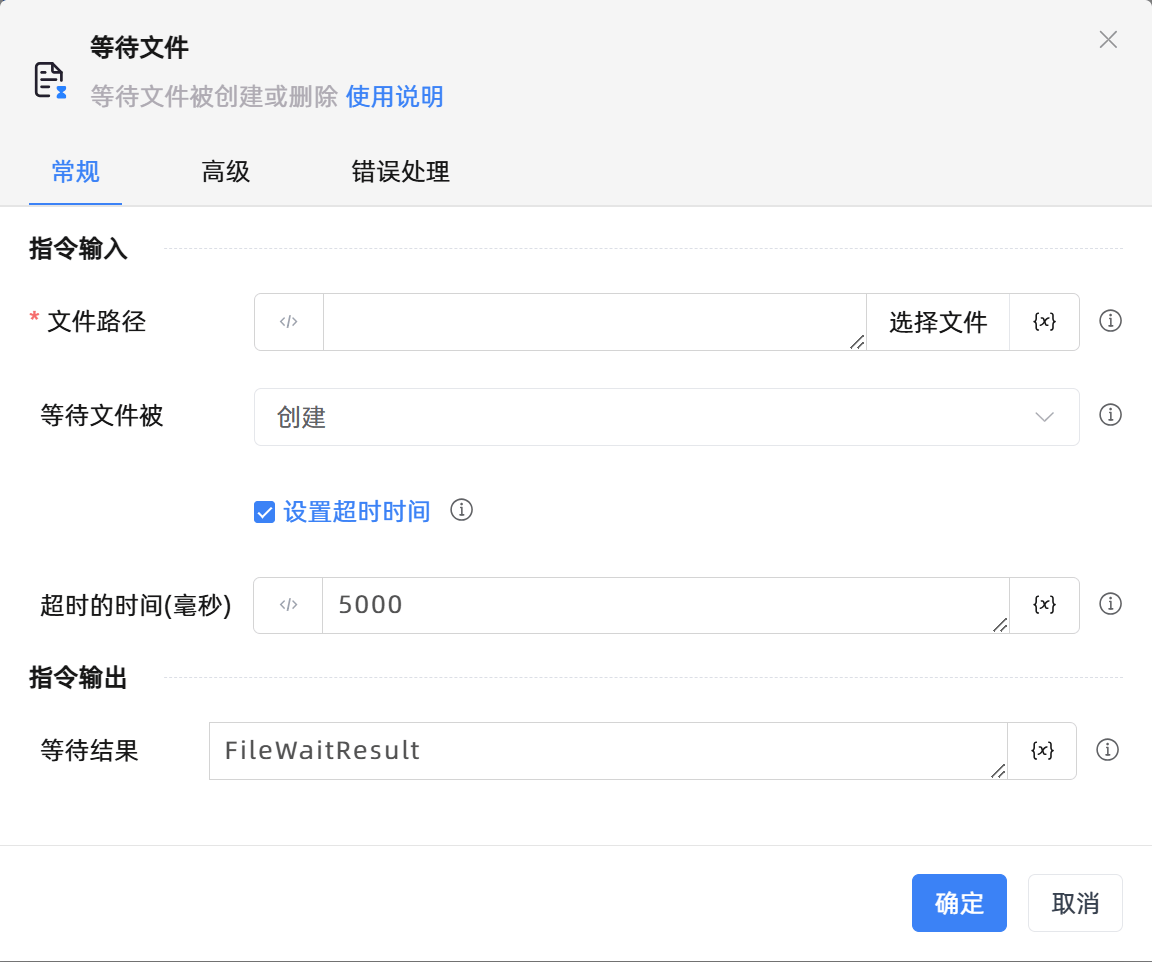 等待文件
等待文件被创建或删除 使用说明
常规 高级 错误处理
指令输入
* 文件路径 </> 选择文件 {x}
等待文件被 创建
设置超时时间
超时的时间(毫秒) </> 5000 {x}
指令输出
等待结果 FileWaitResult {x}
确定 取消